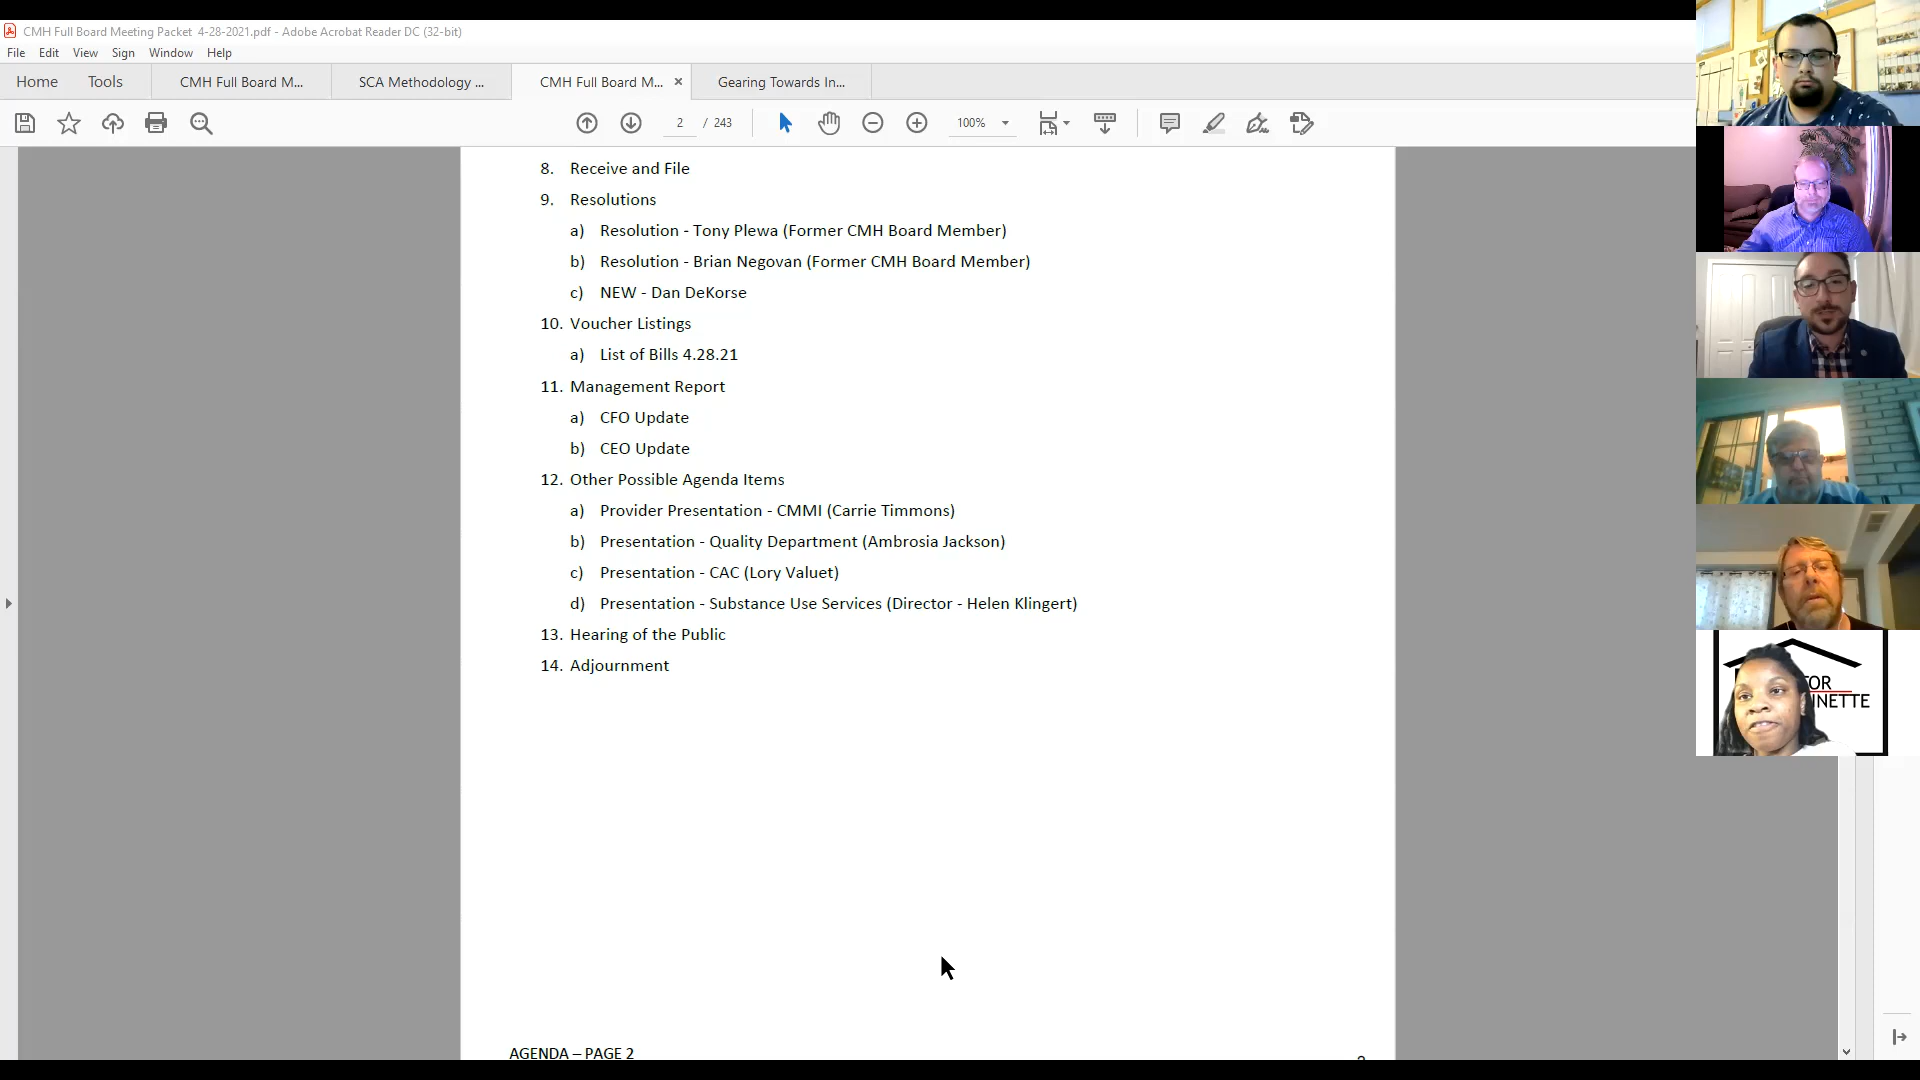 CMH Full Board Meeting Packet 4-28-2021.pdf - Adobe Acrobat Reader DC (32-bit)
File Edit View Sign Window Help
Home Tools CMH Full Board M... SCA Methodology ... CMH Full Board M... × Gearing Towards In...
2 / 243 100%
8. Receive and File
9. Resolutions
a) Resolution - Tony Plewa (Former CMH Board Member)
b) Resolution - Brian Negovan (Former CMH Board Member)
c) NEW - Dan DeKorse
10. Voucher Listings
a) List of Bills 4.28.21
11. Management Report
a) CFO Update
b) CEO Update
12. Other Possible Agenda Items
a) Provider Presentation - CMMI (Carrie Timmons)
b) Presentation - Quality Department (Ambrosia Jackson)
c) Presentation - CAC (Lory Valuet)
d) Presentation - Substance Use Services (Director - Helen Klingert)
13. Hearing of the Public
14. Adjournment
AGENDA – PAGE 2